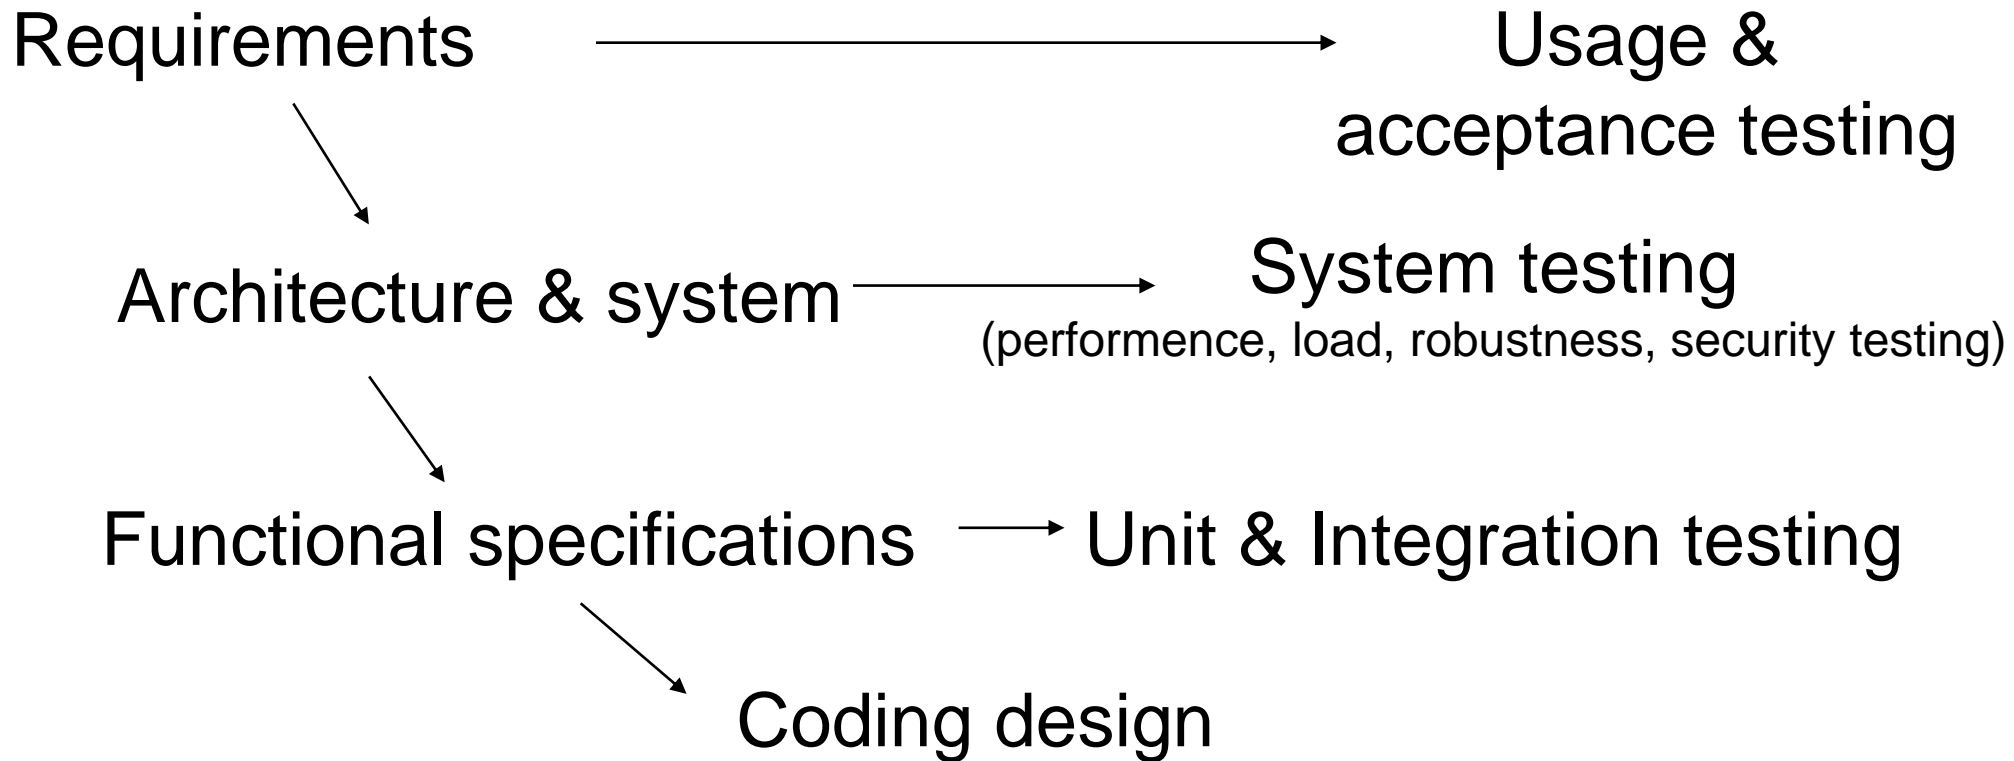 Requirements
Usage &
acceptance testing
Architecture & system
System testing
(performence, load, robustness, security testing)
Functional specifications
Unit & Integration testing
Coding design